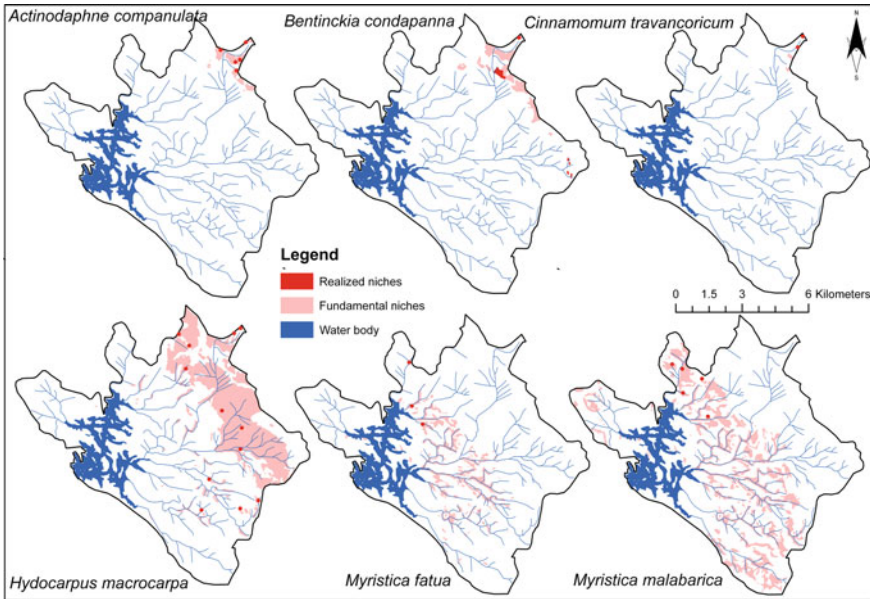 Actinodaphne companulata
Bentinckia condapanna
Cinnamomum travancoricum
N
S
Legend
Realized niches
Fundamental niches
Water body
0 1.5 3 6 Kilometers
Hydocarpus macrocarpa
Myristica fatua
Myristica malabarica